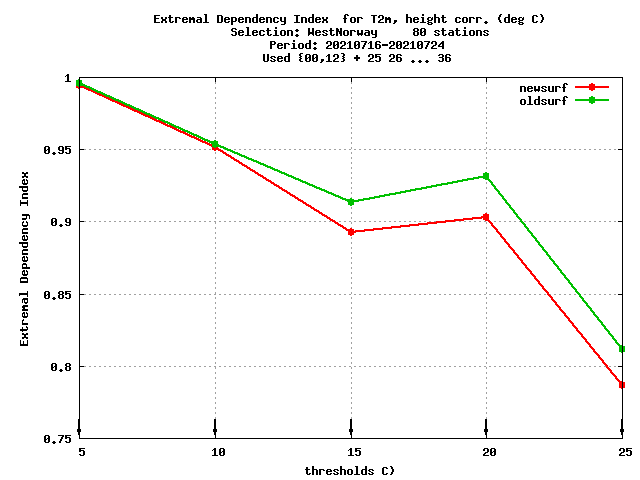 Extremal Dependency Index  for T2m, height corr. (deg C)
Selection: WestNorway     80 stations
Period: 20210716-20210724
Used {00,12} + 25 26 ... 36
newsurf
oldsurf
Extremal Dependency Index
1
0.95
0.9
0.85
0.8
0.75
5 10 15 20 25
thresholds C)